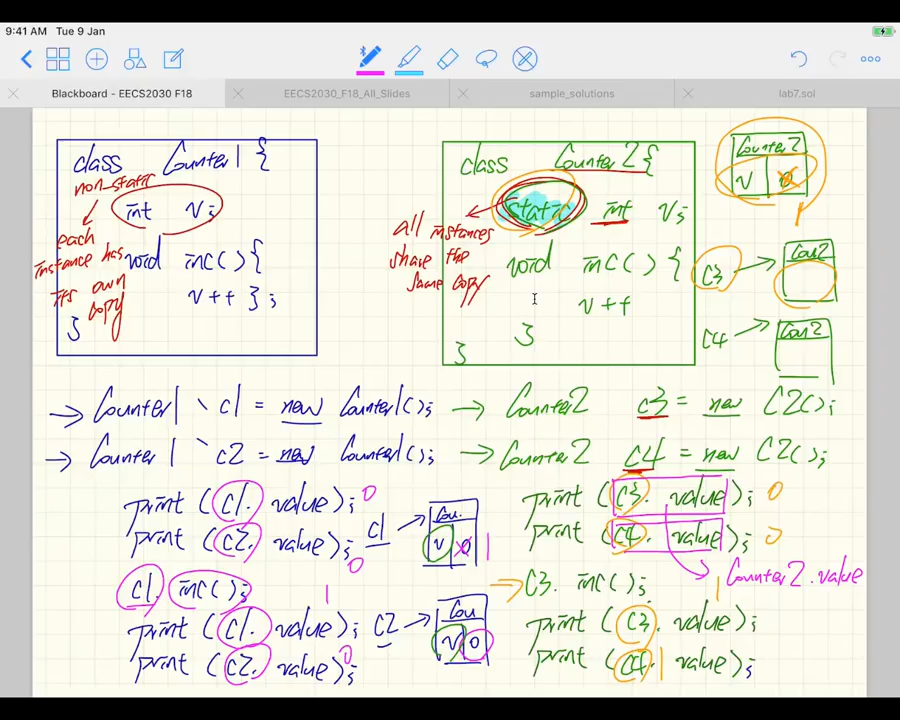 9:41 AM Tue 9 Jan
Blackboard - EECS2030 F18
EECS2030_F18_All_Slides
sample_solutions
lab7.sol
class Counter1 {
non-static
int v;
each
instance has
its own
copy
void inc() {
v++ } ;
}
class Counter2 {
static int v;
all instances
share the
same copy
void inc() {
v++
}
}
Counter2
v 0
1
C3
Cou2
C4
Cou2
Counter1 c1 = new Counter1();
Counter1 c2 = new Counter1();
print (c1. value); 0
print (c2. value); 0
c1
Cou.
v 0 1
c1. inc();
print (c1. value); 1
print (c2. value); 0
c2
Cou
v 0
Counter2 c3 = new C2();
Counter2 c4 = new C2();
print (c3. value); 0
print (c4. value); 0
Counter2.value
C3. inc();
print (c3. value); 1
print (c4. value); 1